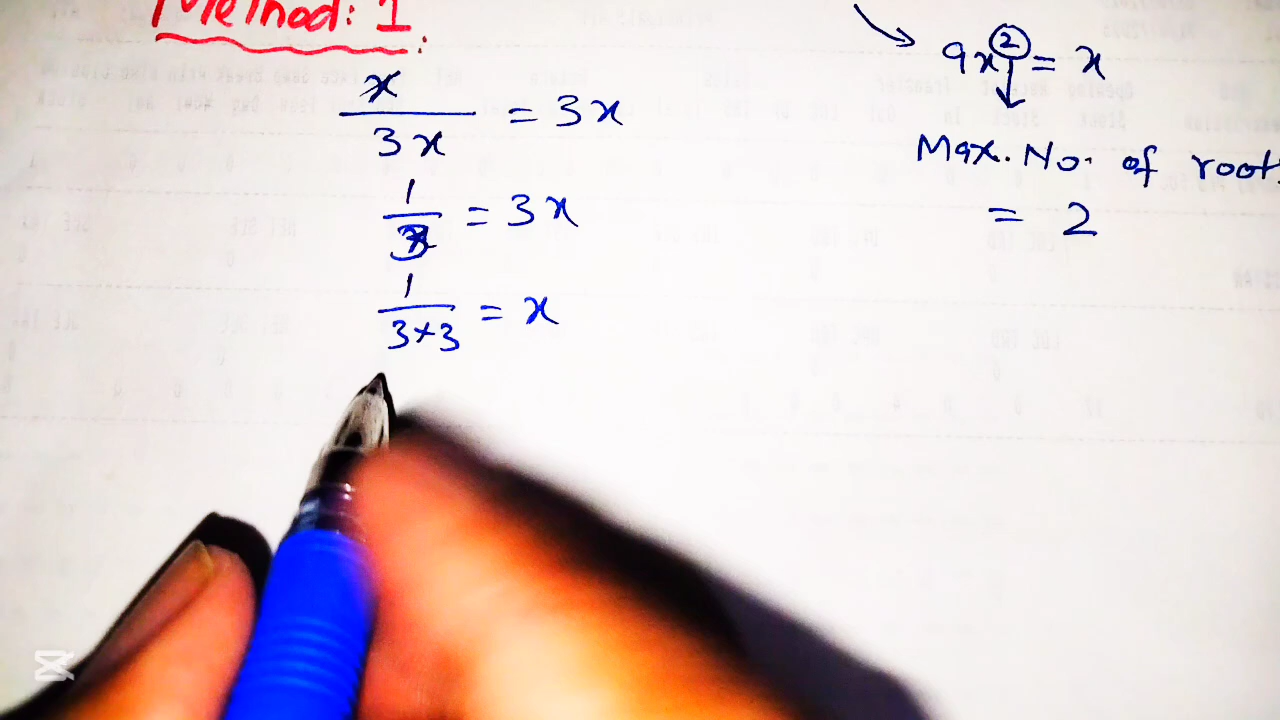 Method: 1
x/3x = 3x
1/3 = 3x
1/3×3 = x
9x² = x
Max. No. of root
= 2